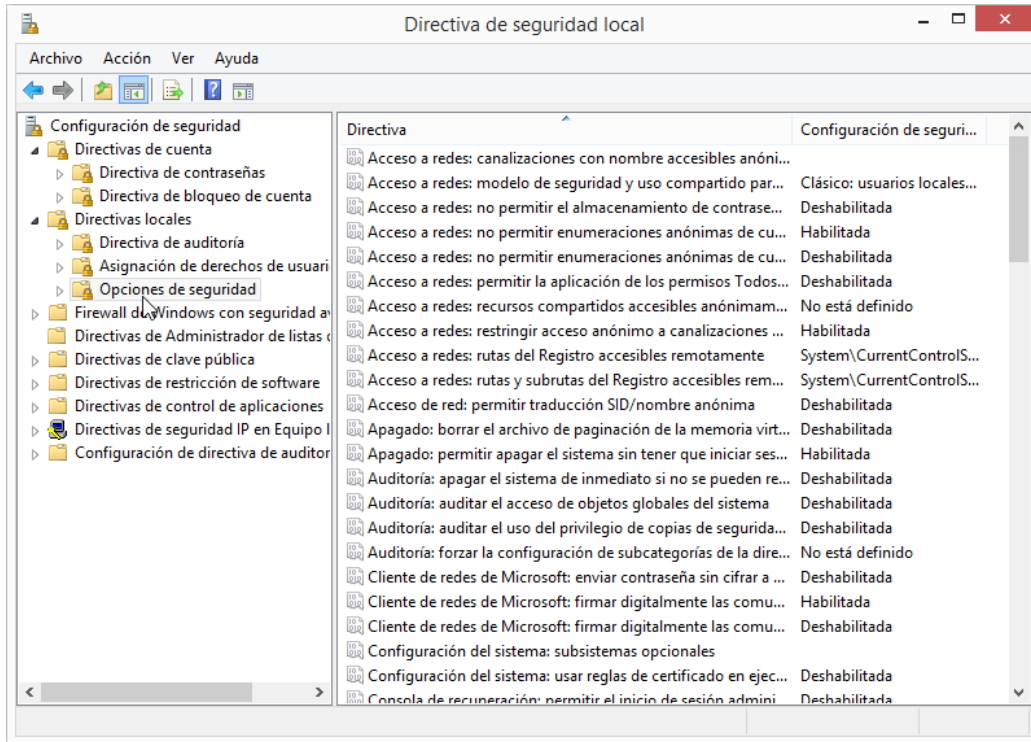 Directiva de seguridad local
Archivo Acción Ver Ayuda
Configuración de seguridad
Directivas de cuenta
Directiva de contraseñas
Directiva de bloqueo de cuenta
Directivas locales
Directiva de auditoría
Asignación de derechos de usuari
Opciones de seguridad
Firewall de Windows con seguridad a
Directivas de Administrador de listas
Directivas de clave pública
Directivas de restricción de software
Directivas de control de aplicaciones
Directivas de seguridad IP en Equipo l
Configuración de directiva de auditor
Directiva Configuración de seguri...
Acceso a redes: canalizaciones con nombre accesibles anóni...
Acceso a redes: modelo de seguridad y uso compartido par... Clásico: usuarios locales...
Acceso a redes: no permitir el almacenamiento de contrase... Deshabilitada
Acceso a redes: no permitir enumeraciones anónimas de cu... Habilitada
Acceso a redes: no permitir enumeraciones anónimas de cu... Deshabilitada
Acceso a redes: permitir la aplicación de los permisos Todos... Deshabilitada
Acceso a redes: recursos compartidos accesibles anónimam... No está definido
Acceso a redes: restringir acceso anónimo a canalizaciones ... Habilitada
Acceso a redes: rutas del Registro accesibles remotamente System\CurrentControlS...
Acceso a redes: rutas y subrutas del Registro accesibles rem... System\CurrentControlS...
Acceso de red: permitir traducción SID/nombre anónima Deshabilitada
Apagado: borrar el archivo de paginación de la memoria virt... Deshabilitada
Apagado: permitir apagar el sistema sin tener que iniciar ses... Habilitada
Auditoría: apagar el sistema de inmediato si no se pueden re... Deshabilitada
Auditoría: auditar el acceso de objetos globales del sistema Deshabilitada
Auditoría: auditar el uso del privilegio de copias de segurida... Deshabilitada
Auditoría: forzar la configuración de subcategorías de la dire... No está definido
Cliente de redes de Microsoft: enviar contraseña sin cifrar a ... Deshabilitada
Cliente de redes de Microsoft: firmar digitalmente las comu... Habilitada
Cliente de redes de Microsoft: firmar digitalmente las comu... Deshabilitada
Configuración del sistema: subsistemas opcionales
Configuración del sistema: usar reglas de certificado en ejec... Deshabilitada
Consola de recuperación: permitir el inicio de sesión admini... Deshabilitada